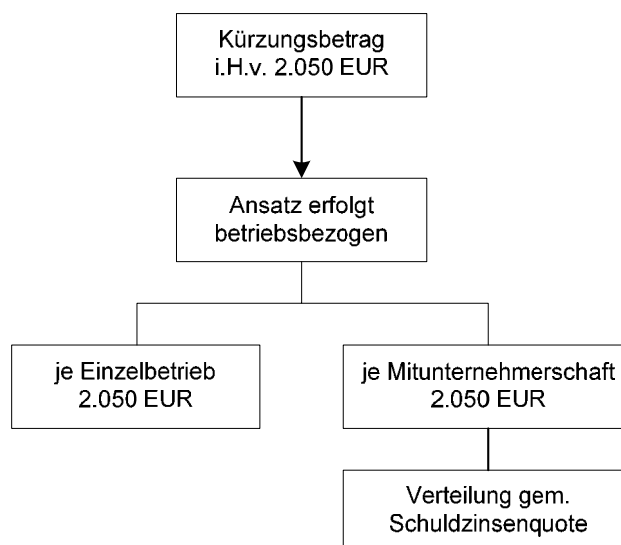 Kürzungsbetrag
i.H.v. 2.050 EUR
Ansatz erfolgt
betriebsbezogen
je Einzelbetrieb
2.050 EUR
je Mitunternehmerschaft
2.050 EUR
Verteilung gem.
Schuldzinsenquote